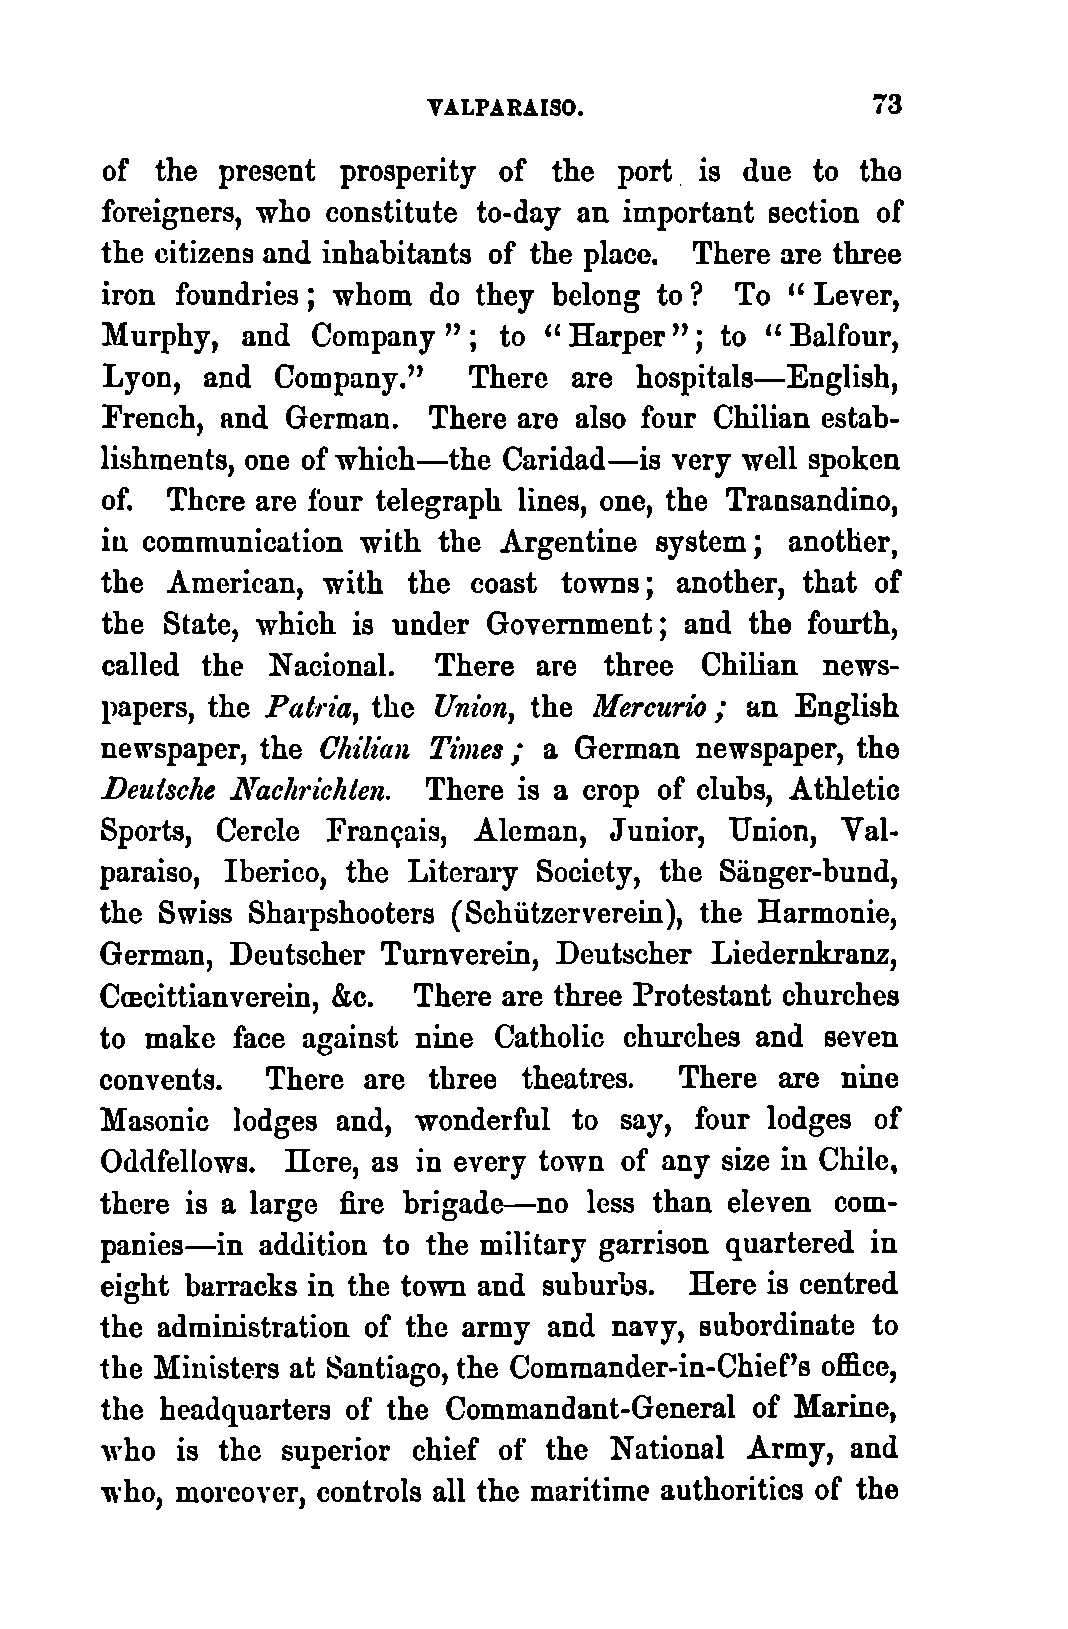 VALPARAISO. 73
of the present prosperity of the port is due to the
foreigners, who constitute to-day an important section of
the citizens and inhabitants of the place. There are three
iron foundries; whom do they belong to? To "Lever,
Murphy, and Company"; to "Harper"; to "Balfour,
Lyon, and Company." There are hospitals—English,
French, and German. There are also four Chilian estab-
lishments, one of which—the Caridad—is very well spoken
of. There are four telegraph lines, one, the Transandino,
in communication with the Argentine system; another,
the American, with the coast towns; another, that of
the State, which is under Government; and the fourth,
called the Nacional. There are three Chilian news-
papers, the Patria, the Union, the Mercurio; an English
newspaper, the Chilian Times; a German newspaper, the
Deutsche Nachrichten. There is a crop of clubs, Athletic
Sports, Cercle Français, Aleman, Junior, Union, Val-
paraiso, Iberico, the Literary Society, the Sänger-bund,
the Swiss Sharpshooters (Schützerverein), the Harmonie,
German, Deutscher Turnverein, Deutscher Liedernkranz,
Cœcittianverein, &c. There are three Protestant churches
to make face against nine Catholic churches and seven
convents. There are three theatres. There are nine
Masonic lodges and, wonderful to say, four lodges of
Oddfellows. Here, as in every town of any size in Chile,
there is a large fire brigade—no less than eleven com-
panies—in addition to the military garrison quartered in
eight barracks in the town and suburbs. Here is centred
the administration of the army and navy, subordinate to
the Ministers at Santiago, the Commander-in-Chief's office,
the headquarters of the Commandant-General of Marine,
who is the superior chief of the National Army, and
who, moreover, controls all the maritime authorities of the